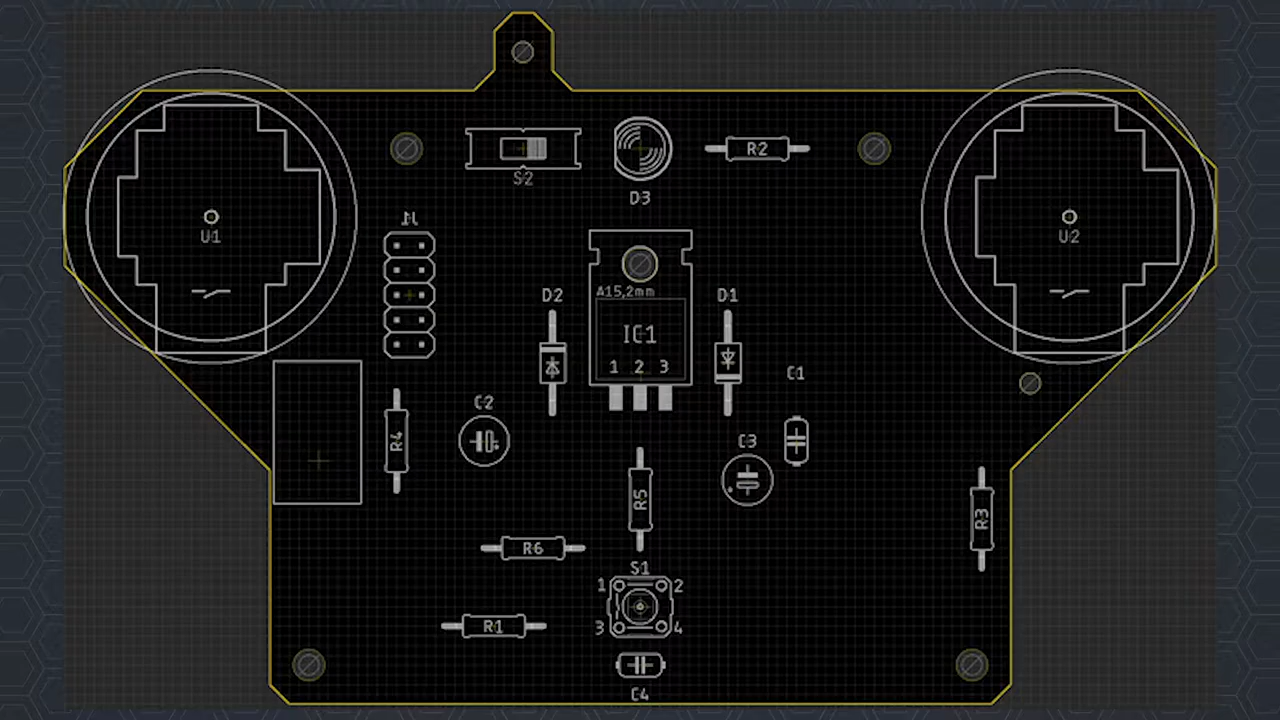 S2
R2
D3
J1
U1
U2
D2
A15,2mm
D1
IC1
1 2 3
C1
C2
R4
C3
R5
R3
R6
S1
1 2
R1
3 4
C4